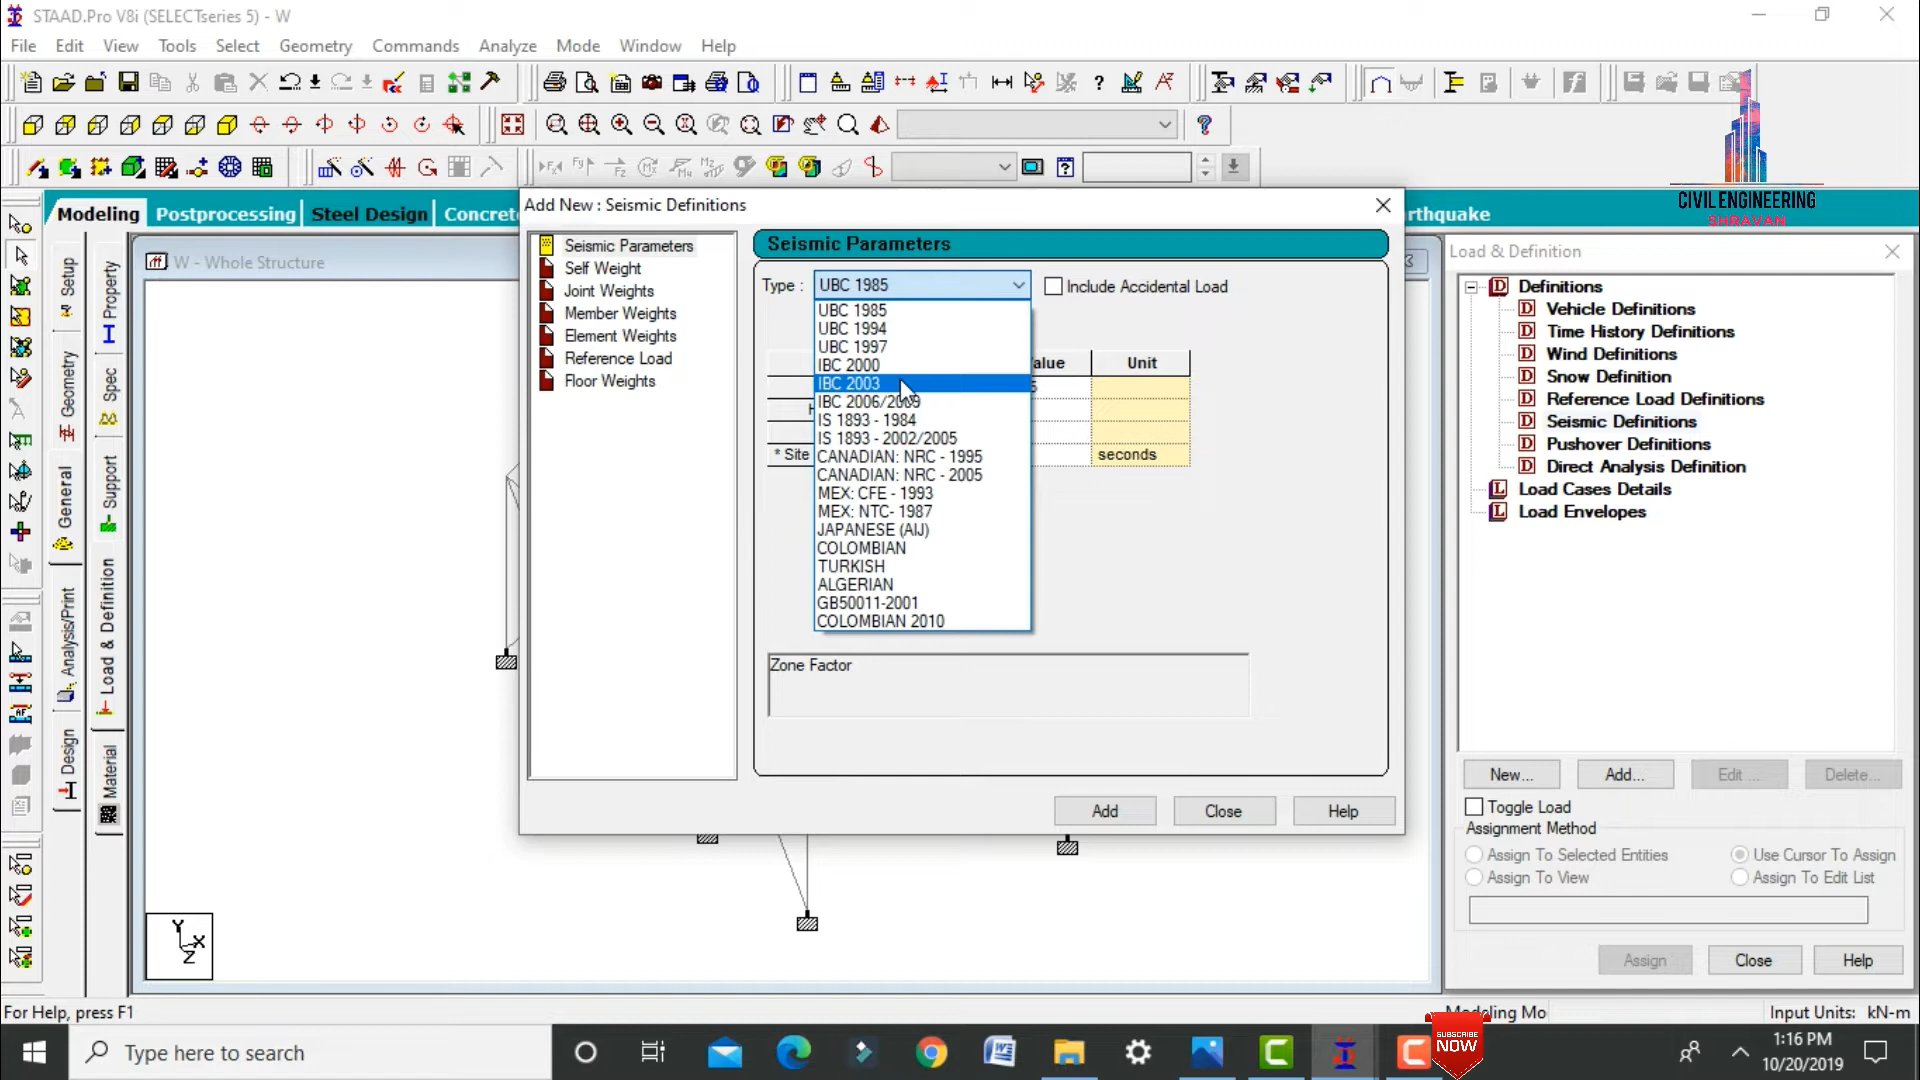 STAAD.Pro V8i (SELECTseries 5) - W
File Edit View Tools Select Geometry Commands Analyze Mode Window Help
CIVIL ENGINEERING
SHRAVAN
Modeling Postprocessing Steel Design Concrete
rthquake
Add New : Seismic Definitions
W - Whole Structure
Setup
Geometry
General
Analysis/Print
Design
Property
Spec
Support
Load & Definition
Material
Seismic Parameters
Self Weight
Joint Weights
Member Weights
Element Weights
Reference Load
Floor Weights
Seismic Parameters
Type : UBC 1985
Include Accidental Load
UBC 1985
UBC 1994
UBC 1997
IBC 2000
IBC 2003
IBC 2006/2009
IS 1893 - 1984
IS 1893 - 2002/2005
CANADIAN: NRC - 1995
CANADIAN: NRC - 2005
MEX: CFE - 1993
MEX: NTC- 1987
JAPANESE (AIJ)
COLOMBIAN
TURKISH
ALGERIAN
GB50011-2001
COLOMBIAN 2010
alue Unit
* Site
seconds
Zone Factor
Add Close Help
Load & Definition
Definitions
Vehicle Definitions
Time History Definitions
Wind Definitions
Snow Definition
Reference Load Definitions
Seismic Definitions
Pushover Definitions
Direct Analysis Definition
Load Cases Details
Load Envelopes
New... Add... Edit ... Delete...
Toggle Load
Assignment Method
Assign To Selected Entities Use Cursor To Assign
Assign To View Assign To Edit List
Assign Close Help
Y
X
Z
For Help, press F1
Modeling Mo
Input Units: kN-m
Type here to search
SUBSCRIBE
NOW
1:16 PM
10/20/2019